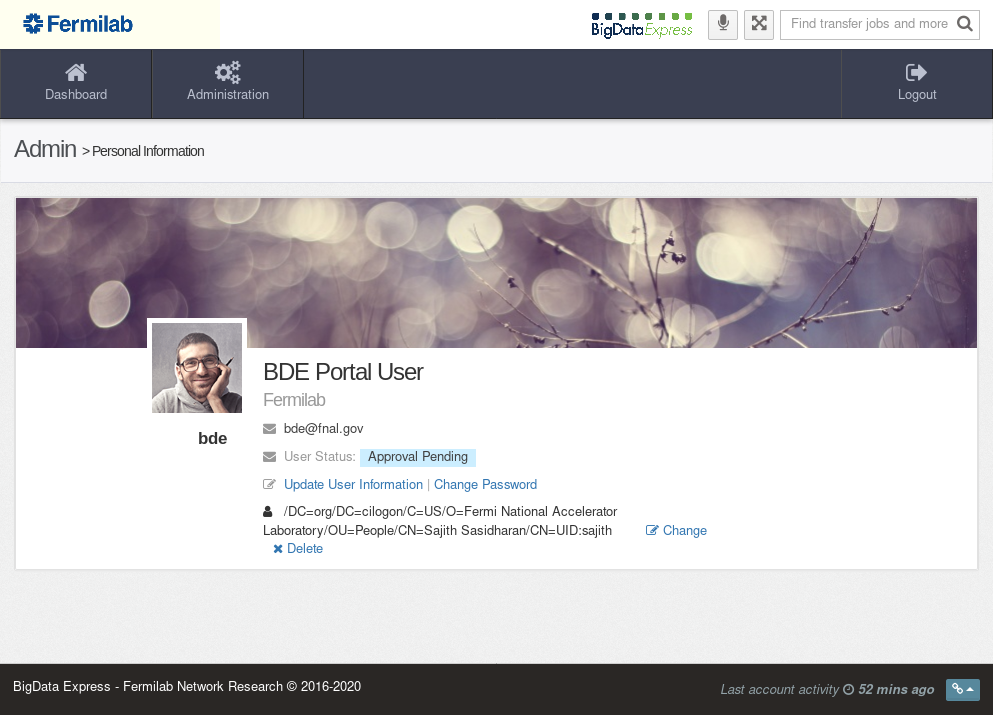 Fermilab
BigData Express
Find transfer jobs and more
Dashboard
Administration
Logout
Admin > Personal Information
BDE Portal User
Fermilab
bde@fnal.gov
bde
User Status: Approval Pending
Update User Information | Change Password
/DC=org/DC=cilogon/C=US/O=Fermi National Accelerator
Laboratory/OU=People/CN=Sajith Sasidharan/CN=UID:sajith Change
Delete
BigData Express - Fermilab Network Research © 2016-2020
Last account activity 52 mins ago